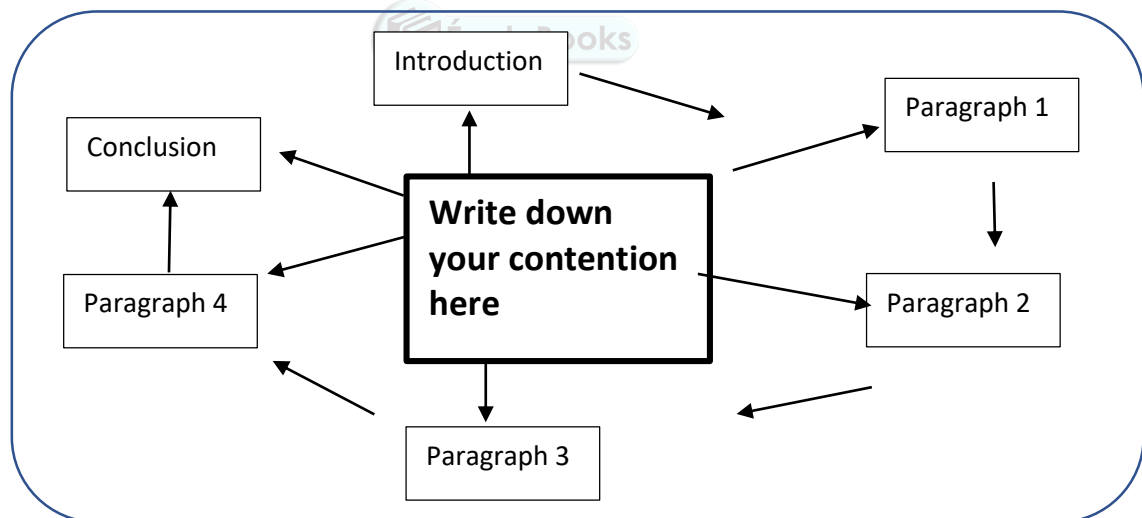 Introduction
Paragraph 1
Conclusion
Write down
your contention
here
Paragraph 4
Paragraph 2
Paragraph 3